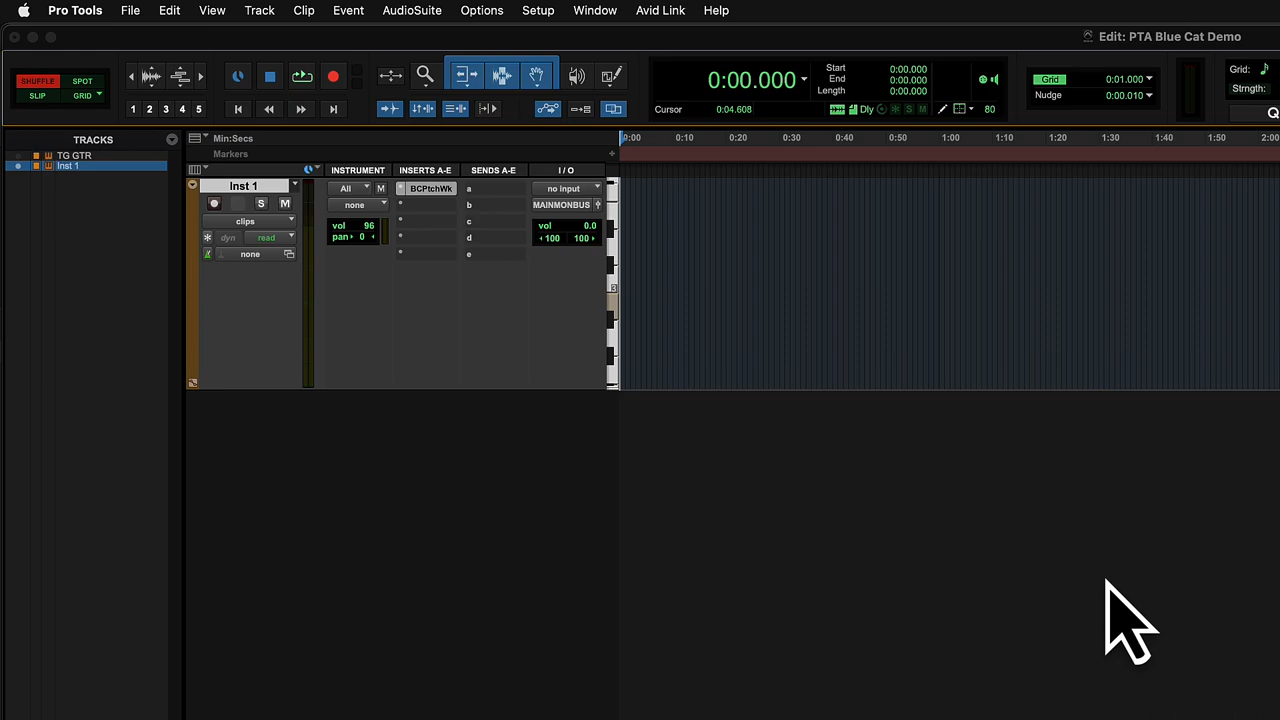 Pro Tools File Edit View Track Clip Event AudioSuite Options Setup Window Avid Link Help
Edit: PTA Blue Cat Demo
SHUFFLE SPOT
SLIP GRID
1 2 3 4 5
0:00.000
Start 0:00.000
End 0:00.000
Length 0:00.000
Cursor 0:04.608
Dly S M 80
Grid 0:01.000
Nudge 0:00.010
Grid:
Strngth:
Q
TRACKS
TG GTR
Inst 1
Min:Secs
0:00 0:10 0:20 0:30 0:40 0:50 1:00 1:10 1:20 1:30 1:40 1:50 2:00
Markers
INSTRUMENT INSERTS A-E SENDS A-E I / O
Inst 1
S M
clips
dyn read
none
All M
none
vol 96
pan 0
BCPtchWk
a
b
c
d
e
no input
MAINMONBUS
vol 0.0
100 100
3